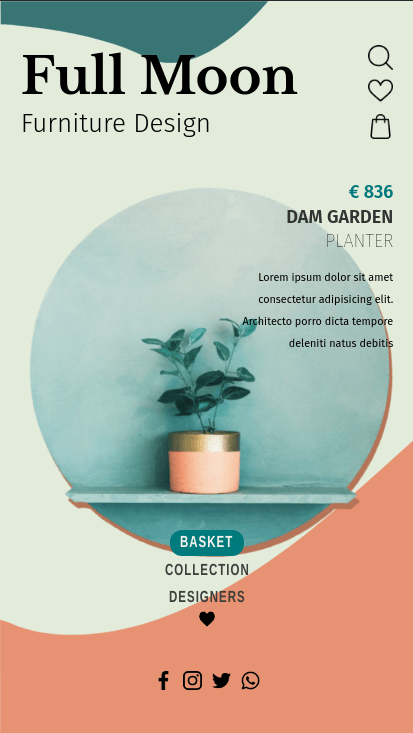 Full Moon
Furniture Design
€ 836
DAM GARDEN
PLANTER
Lorem ipsum dolor sit amet
consectetur adipisicing elit.
Architecto porro dicta tempore
deleniti natus debitis
BASKET
COLLECTION
DESIGNERS